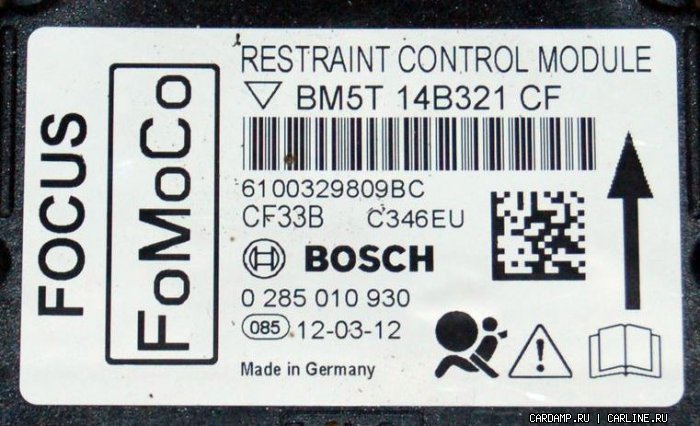 FOCUS
FoMoCo
RESTRAINT CONTROL MODULE
BM5T 14B321 CF
6100329809BC
CF33B C346EU
BOSCH
0 285 010 930
085 12-03-12
Made in Germany
CARDAMP.RU | CARLINE.RU